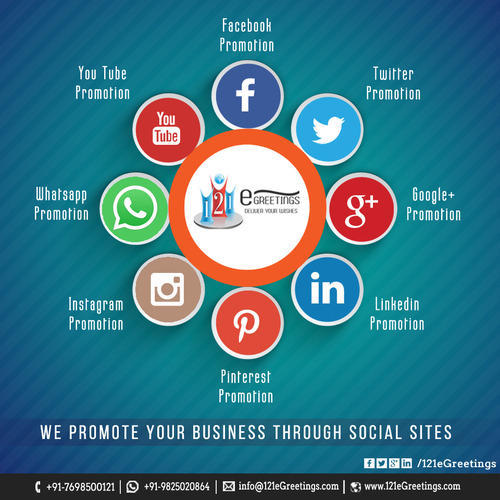 Facebook
Promotion
You Tube
Promotion
Twitter
Promotion
You
Tube
f
Whatsapp
Promotion
121 eGREETINGS
DELIVER YOUR WISHES
g+
Google+
Promotion
in
Instagram
Promotion
Linkedin
Promotion
Pinterest
Promotion
WE PROMOTE YOUR BUSINESS THROUGH SOCIAL SITES
/121eGreetings
+91-7698500121 | +91-9825020864 | info@121eGreetings.com | www.121eGreetings.com